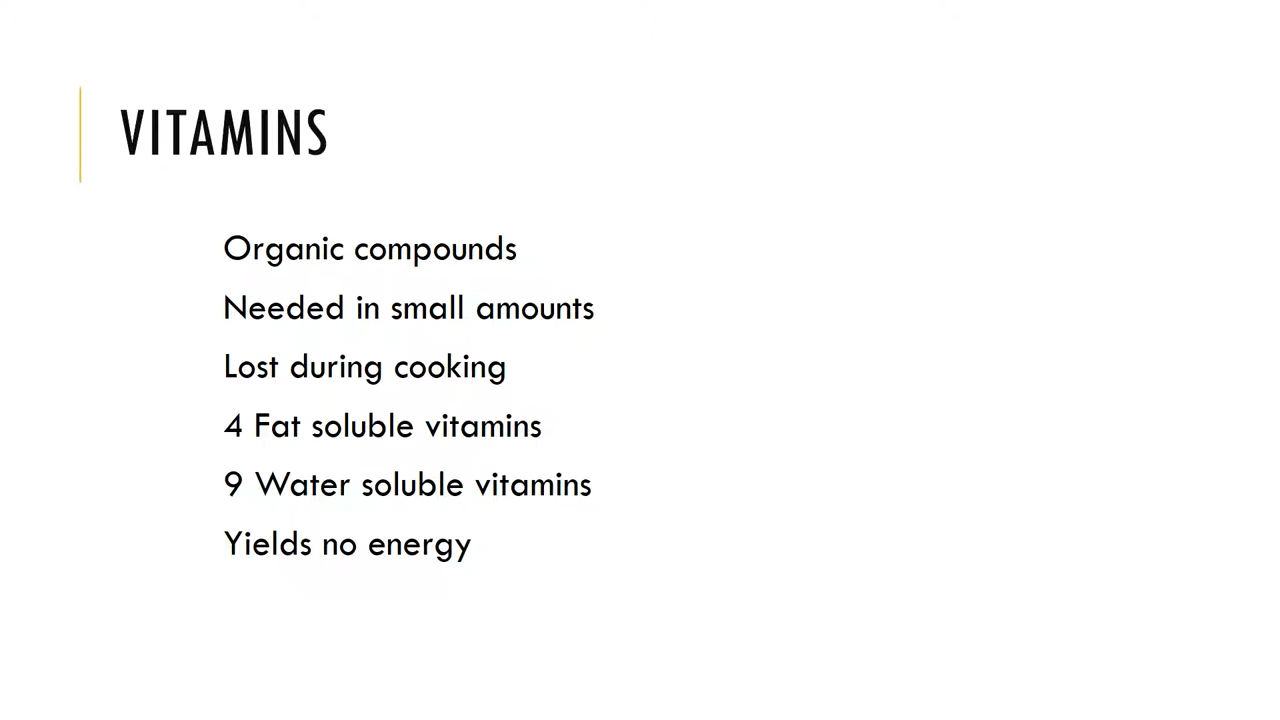 VITAMINS
Organic compounds
Needed in small amounts
Lost during cooking
4 Fat soluble vitamins
9 Water soluble vitamins
Yields no energy